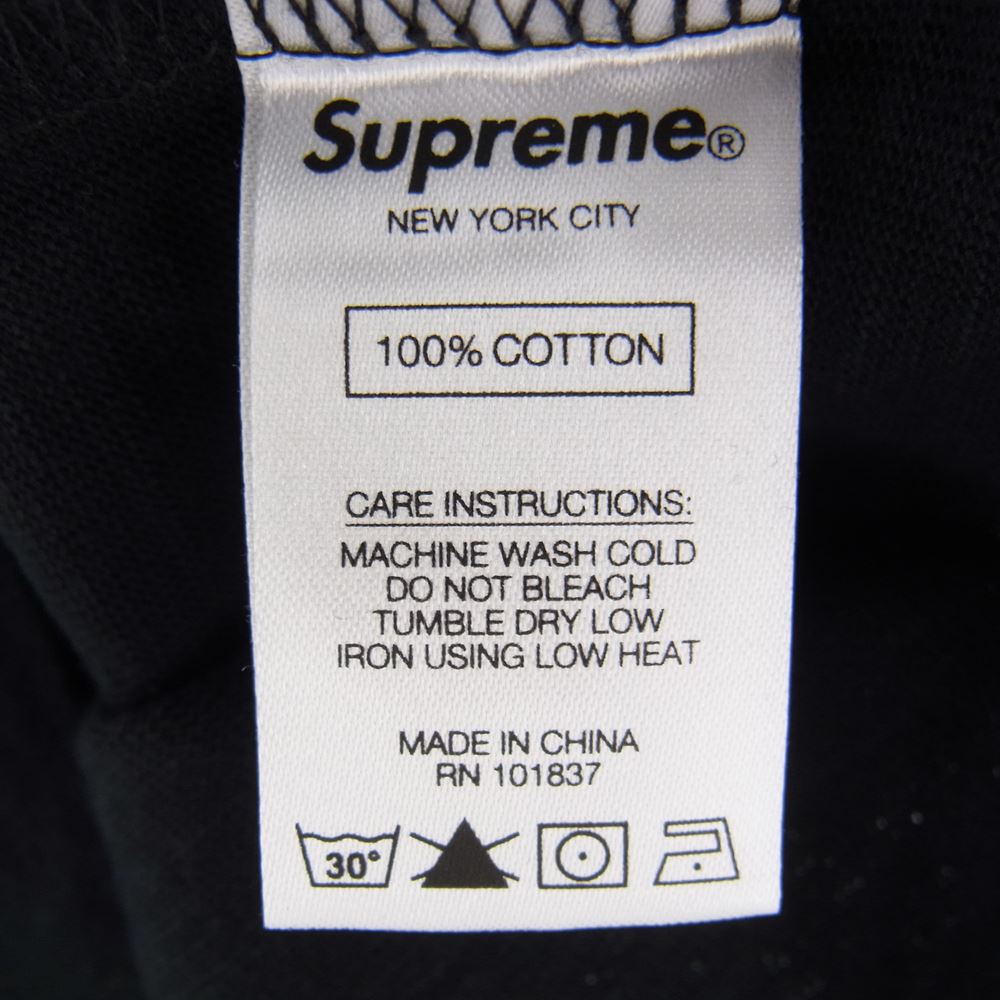 Supreme®
NEW YORK CITY
100% COTTON
CARE INSTRUCTIONS:
MACHINE WASH COLD
DO NOT BLEACH
TUMBLE DRY LOW
IRON USING LOW HEAT
MADE IN CHINA
RN 101837
30°